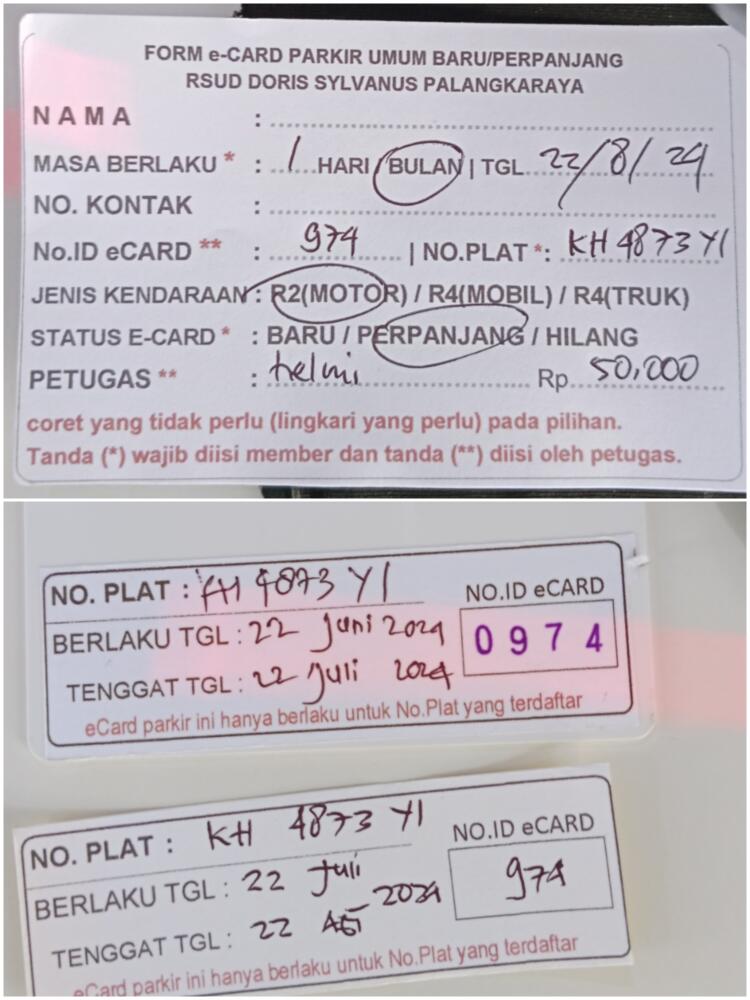 FORM e-CARD PARKIR UMUM BARU/PERPANJANG
RSUD DORIS SYLVANUS PALANGKARAYA
NAMA :
MASA BERLAKU * : 1 HARI / BULAN | TGL 22/8/24
NO. KONTAK :
No.ID eCARD ** : 974 | NO.PLAT *: KH 4873 YI
JENIS KENDARAAN : R2(MOTOR) / R4(MOBIL) / R4(TRUK)
STATUS E-CARD * : BARU / PERPANJANG / HILANG
PETUGAS ** : helmi Rp. 50,000
coret yang tidak perlu (lingkari yang perlu) pada pilihan.
Tanda (*) wajib diisi member dan tanda (**) diisi oleh petugas.
NO. PLAT : KH 4873 YI
NO.ID eCARD
BERLAKU TGL : 22 Juni 2024
0974
TENGGAT TGL : 22 Juli 2024
eCard parkir ini hanya berlaku untuk No.Plat yang terdaftar
NO. PLAT : KH 4873 YI
NO.ID eCARD
BERLAKU TGL : 22 Juli
974
2024
TENGGAT TGL : 22 AGT
eCard parkir ini hanya berlaku untuk No.Plat yang terdaftar